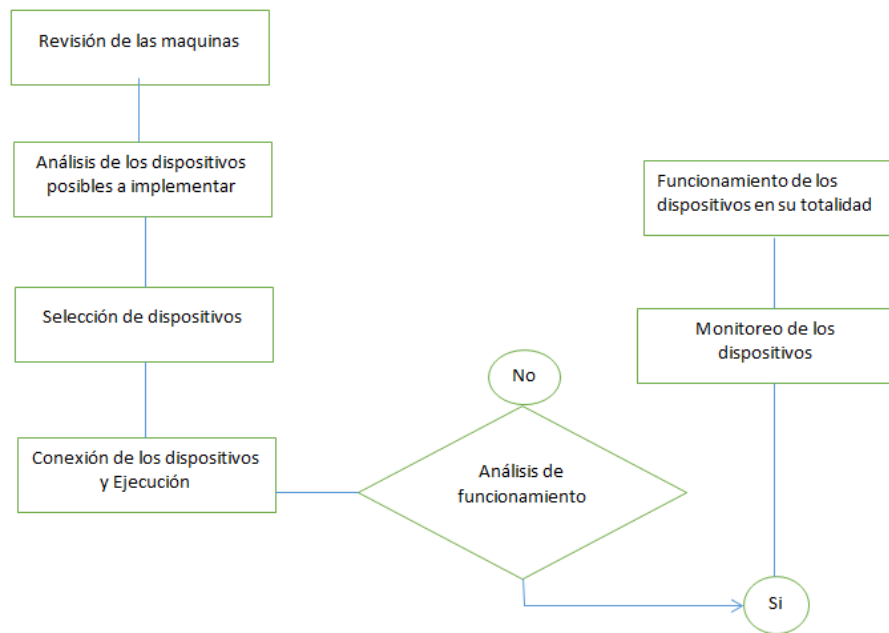 Revisión de las maquinas
Análisis de los dispositivos
posibles a implementar
Selección de dispositivos
Conexión de los dispositivos
y Ejecución
No
Análisis de
funcionamiento
Si
Monitoreo de los
dispositivos
Funcionamiento de los
dispositivos en su totalidad